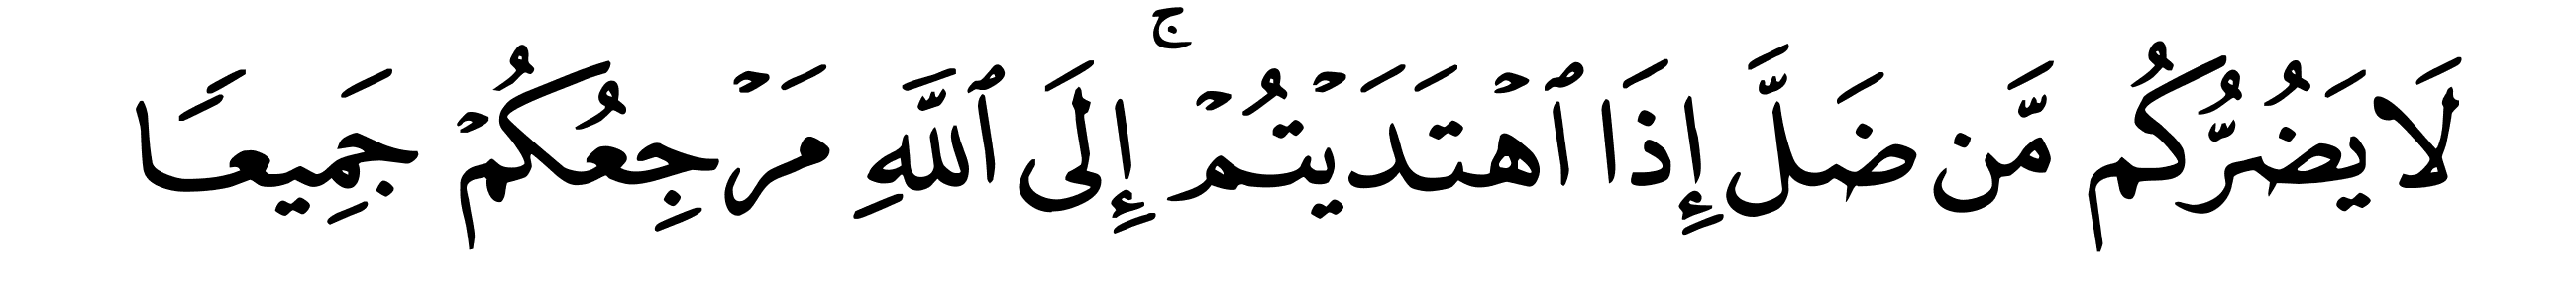 لَا يَضُرُّكُم مَّن ضَلَّ إِذَا ٱهْتَدَيْتُمْ ۚ إِلَى ٱللَّهِ مَرْجِعُكُمْ جَمِيعًا